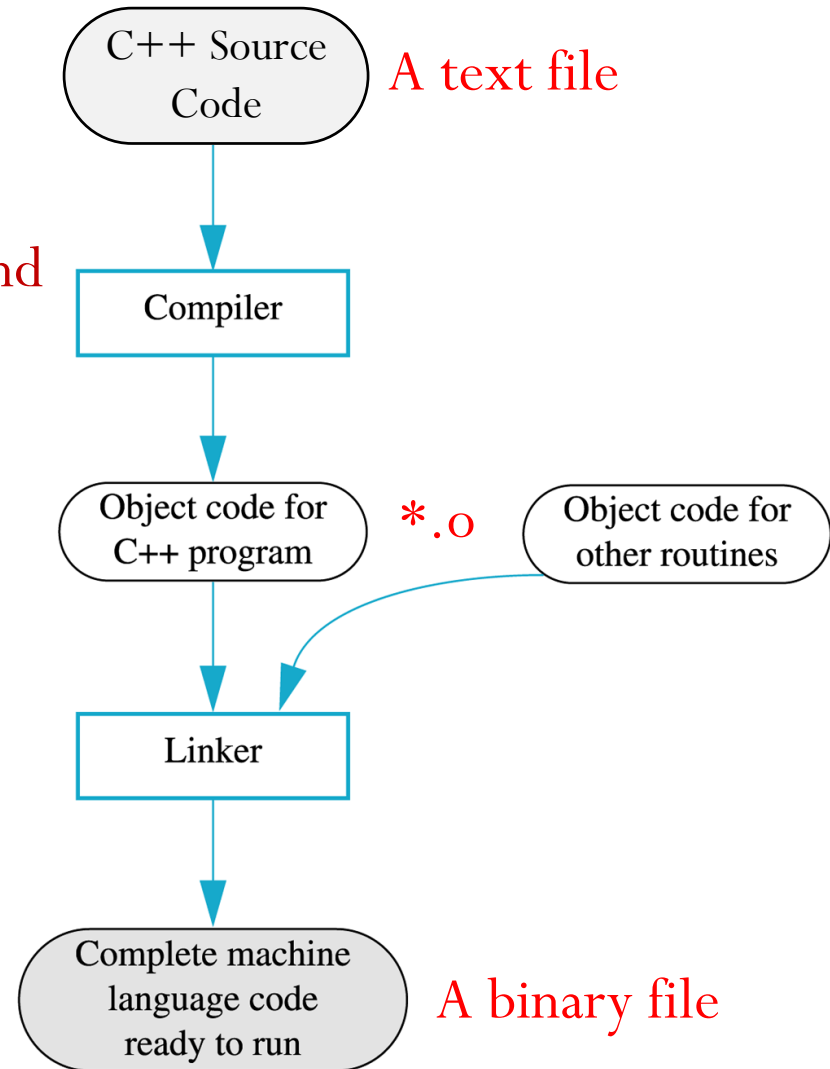 C++ Source
Code
A text file
nd
Compiler
Object code for
C++ program
*.o
Object code for
other routines
Linker
Complete machine
language code
ready to run
A binary file